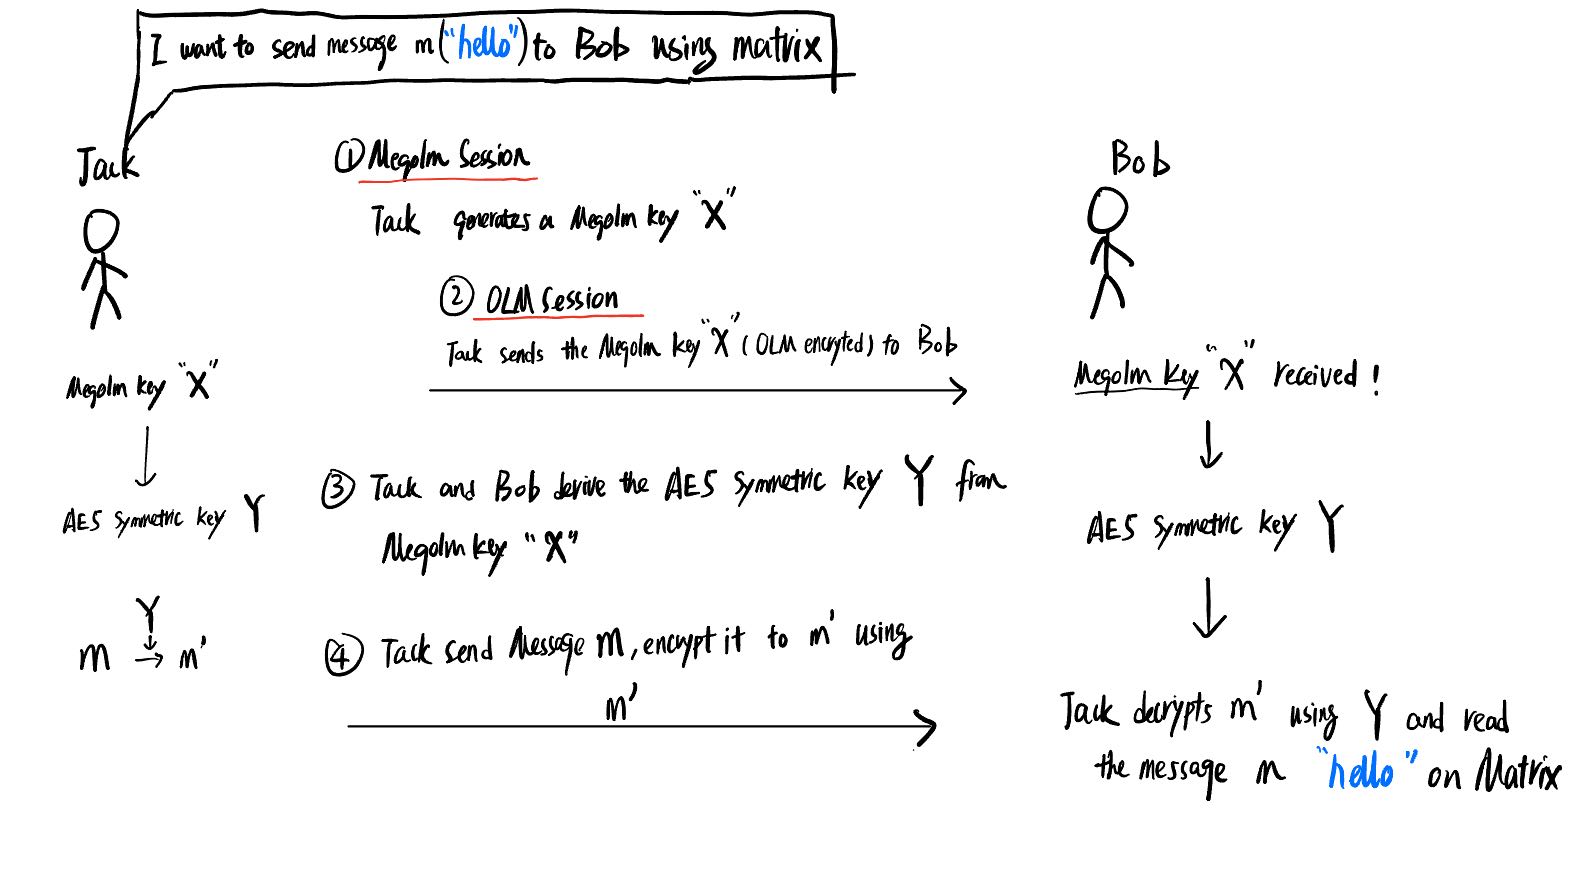 I want to send message m("hello") to Bob using matrix
Jack
Bob
① Megolm Session
Jack generates a Megolm key "X"
② OLM Session
Jack sends the Megolm key "X" (OLM encryted) to Bob
Megolm key "X"
Megolm key "X" received!
③ Jack and Bob derive the AES Symmetric key Y from
Megolm key "X"
AES Symmetric key Y
AES Symmetric key Y
Y
m → m'
④ Jack send Message m, encrypt it to m' using
m'
Jack decrypts m' using Y and read
the message m "hello" on Matrix